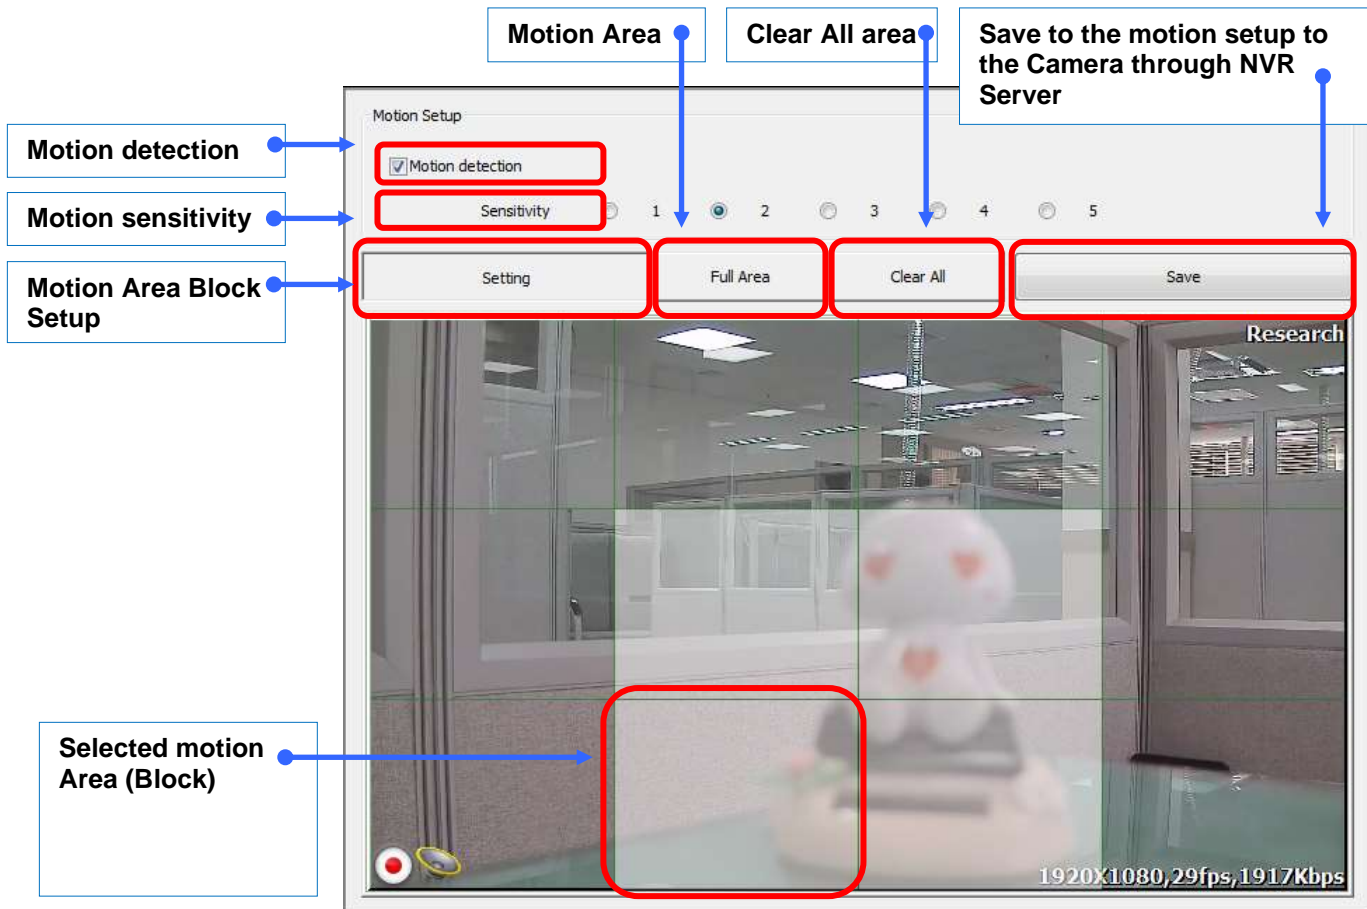 Motion Area
Clear All area
Save to the motion setup to
the Camera through NVR
Server
Motion Setup
Motion detection
Motion detection
Motion sensitivity
Sensitivity 1 2 3 4 5
Motion Area Block
Setup
Setting Full Area Clear All Save
Research
Selected motion
Area (Block)
1920X1080,29fps,1917Kbps